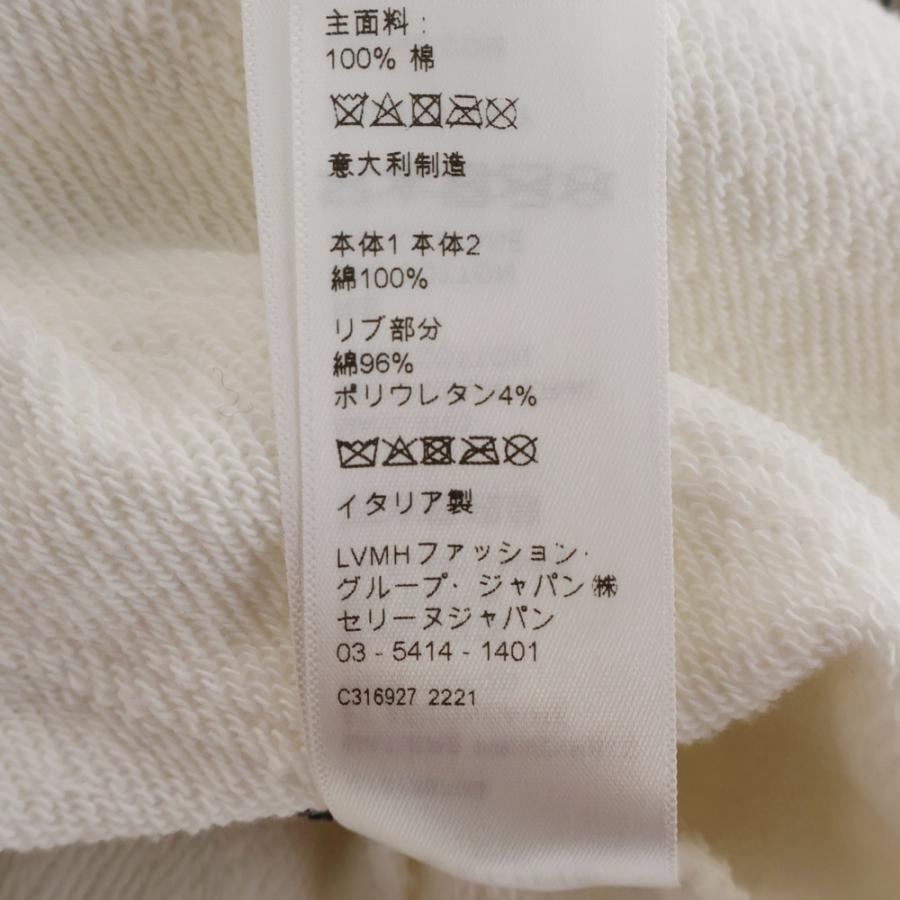 主面料：
100% 棉
意大利制造
本体1 本体2
綿100%
リブ部分
綿96%
ポリウレタン4%
イタリア製
LVMHファッション・
グループ・ジャパン㈱
セリーヌジャパン
03 - 5414 - 1401
C316927 2221